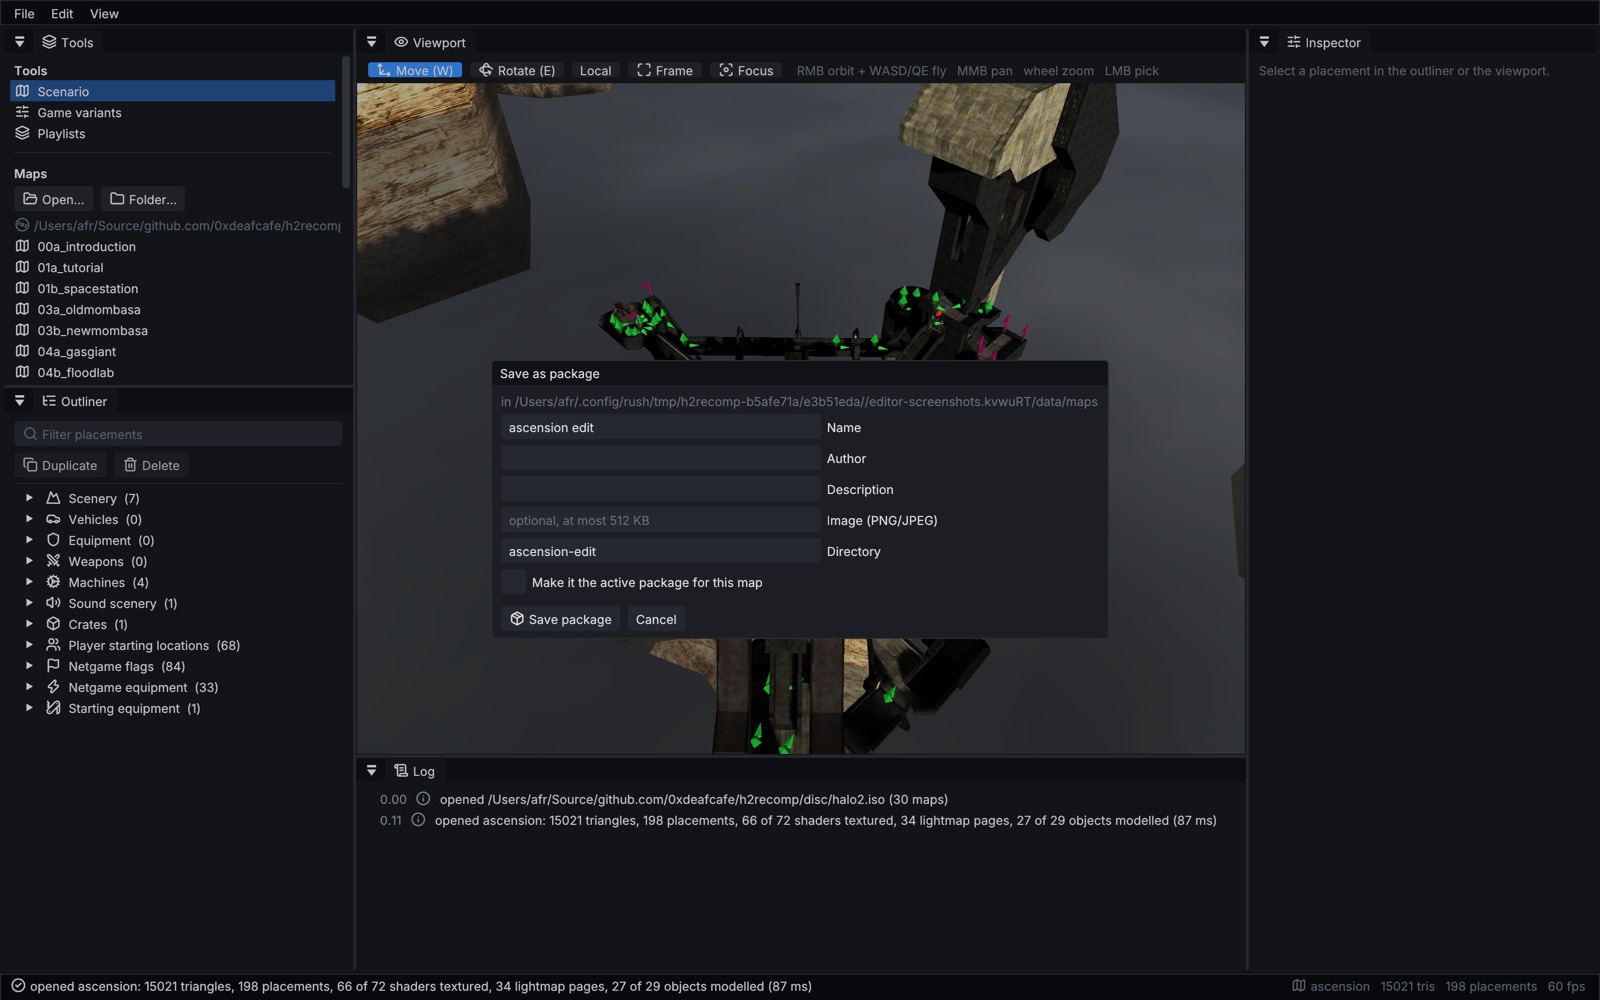 File Edit View
Tools
Tools
Scenario
Game variants
Playlists
Maps
Open... Folder...
/Users/afr/Source/github.com/0xdeafcafe/h2recomp
00a_introduction
01a_tutorial
01b_spacestation
03a_oldmombasa
03b_newmombasa
04a_gasgiant
04b_floodlab
Outliner
Filter placements
Duplicate Delete
Scenery (7)
Vehicles (0)
Equipment (0)
Weapons (0)
Machines (4)
Sound scenery (1)
Crates (1)
Player starting locations (68)
Netgame flags (84)
Netgame equipment (33)
Starting equipment (1)
Viewport
Move (W) Rotate (E) Local Frame Focus RMB orbit + WASD/QE fly MMB pan wheel zoom LMB pick
Save as package
in /Users/afr/.config/rush/tmp/h2recomp-b5afe71a/e3b51eda//editor-screenshots.kvwuRT/data/maps
ascension edit Name
Author
Description
optional, at most 512 KB Image (PNG/JPEG)
ascension-edit Directory
Make it the active package for this map
Save package Cancel
Log
0.00 opened /Users/afr/Source/github.com/0xdeafcafe/h2recomp/disc/halo2.iso (30 maps)
0.11 opened ascension: 15021 triangles, 198 placements, 66 of 72 shaders textured, 34 lightmap pages, 27 of 29 objects modelled (87 ms)
Inspector
Select a placement in the outliner or the viewport.
opened ascension: 15021 triangles, 198 placements, 66 of 72 shaders textured, 34 lightmap pages, 27 of 29 objects modelled (87 ms)
ascension 15021 tris 198 placements 60 fps